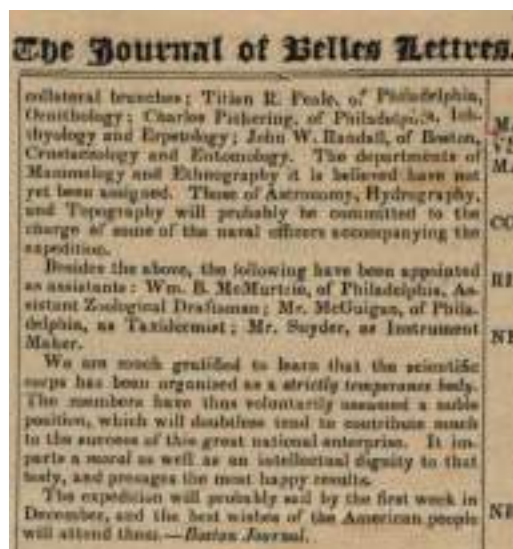 The Journal of Belles Lettres.
collateral branches; Titian R. Peale, of Philadelphia,
Ornithology; Charles Pickering, of Philadelphia, Ich-
thyology and Erpetology; John W. Randall, of Boston,
Crustaceology and Entomology. The departments of
Mammology and Ethnography it is believed have not
yet been assigned. Those of Astronomy, Hydrography,
and Topography will probably be committed to the
charge of some of the naval officers accompanying the
expedition.
Besides the above, the following have been appointed
as assistants: Wm. B. McMurtrie, of Philadelphia, As-
sistant Zoological Draftsman; Mr. McGuigan, of Phila-
delphia, as Taxidermist; Mr. Snyder, as Instrument
Maker.
We are much gratified to learn that the scientific
corps has been organised as a strictly temperance body.
The members have thus voluntarily assumed a noble
position, which will doubtless tend to contribute much
to the success of this great national enterprise. It im-
parts a moral as well as an intellectual dignity to that
body, and presages the most happy results.
The expedition will probably sail by the first week in
December, and the best wishes of the American people
will attend them.—Boston Journal.
M
M
CO
NE
NE